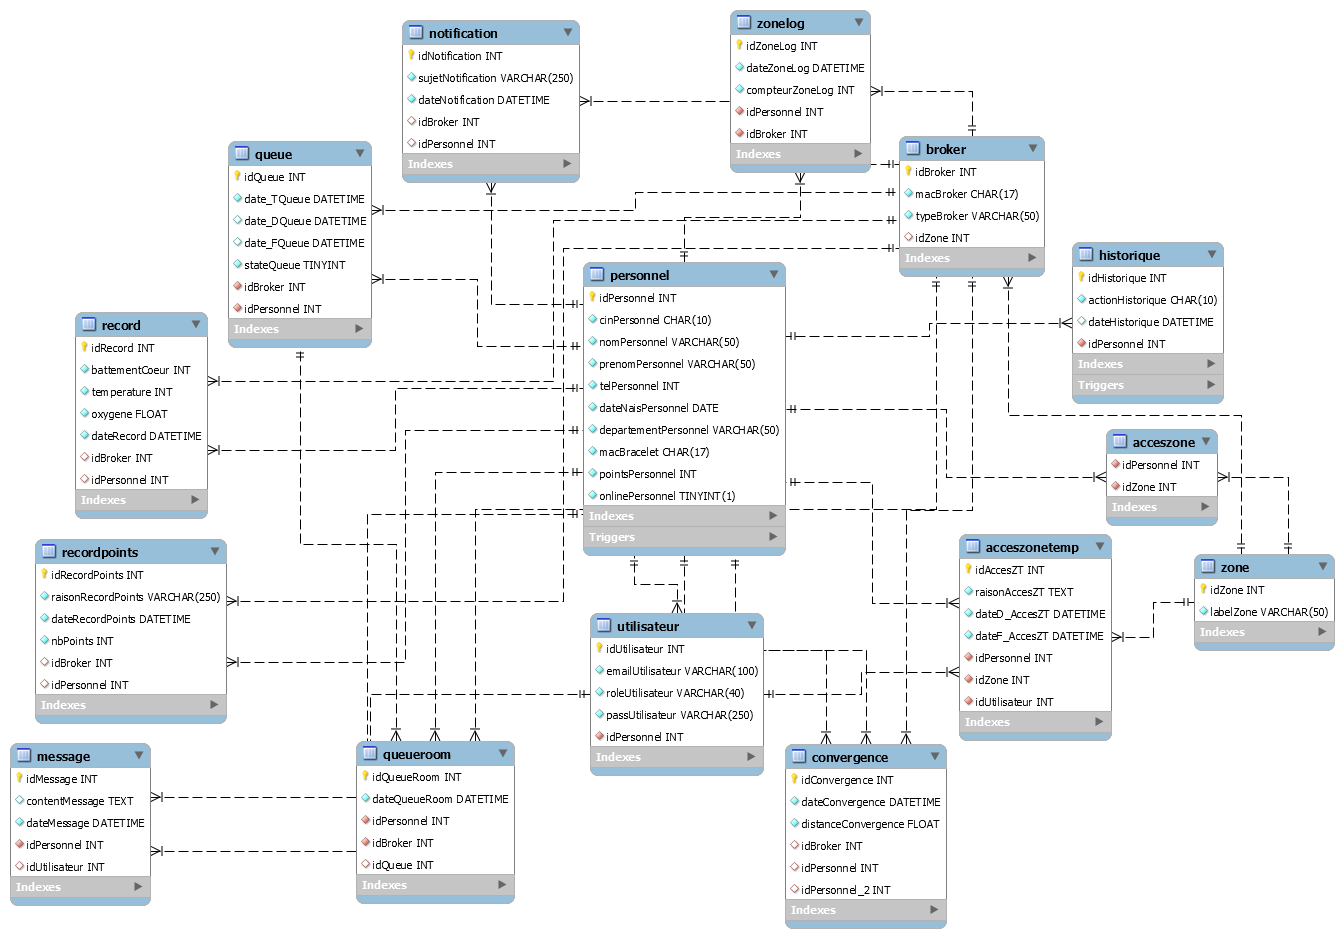 notification
idNotification INT
sujetNotification VARCHAR(250)
dateNotification DATETIME
idBroker INT
idPersonnel INT
Indexes
zonelog
idZoneLog INT
dateZoneLog DATETIME
compteurZoneLog INT
idPersonnel INT
idBroker INT
Indexes
queue
idQueue INT
date_TQueue DATETIME
date_DQueue DATETIME
date_FQueue DATETIME
stateQueue TINYINT
idBroker INT
idPersonnel INT
Indexes
broker
idBroker INT
macBroker CHAR(17)
typeBroker VARCHAR(50)
idZone INT
Indexes
personnel
idPersonnel INT
cinPersonnel CHAR(10)
nomPersonnel VARCHAR(50)
prenomPersonnel VARCHAR(50)
telPersonnel INT
dateNaisPersonnel DATE
departementPersonnel VARCHAR(50)
macBracelet CHAR(17)
pointsPersonnel INT
onlinePersonnel TINYINT(1)
Indexes
Triggers
historique
idHistorique INT
actionHistorique CHAR(10)
dateHistorique DATETIME
idPersonnel INT
Indexes
Triggers
record
idRecord INT
battementCoeur INT
temperature INT
oxygene FLOAT
dateRecord DATETIME
idBroker INT
idPersonnel INT
Indexes
acceszone
idPersonnel INT
idZone INT
Indexes
recordpoints
idRecordPoints INT
raisonRecordPoints VARCHAR(250)
dateRecordPoints DATETIME
nbPoints INT
idBroker INT
idPersonnel INT
Indexes
acceszonetemp
idAccesZT INT
raisonAccesZT TEXT
dateD_AccesZT DATETIME
dateF_AccesZT DATETIME
idPersonnel INT
idZone INT
idUtilisateur INT
Indexes
zone
idZone INT
labelZone VARCHAR(50)
Indexes
utilisateur
idUtilisateur INT
emailUtilisateur VARCHAR(100)
roleUtilisateur VARCHAR(40)
passUtilisateur VARCHAR(250)
idPersonnel INT
Indexes
message
idMessage INT
contentMessage TEXT
dateMessage DATETIME
idPersonnel INT
idUtilisateur INT
Indexes
queueroom
idQueueRoom INT
dateQueueRoom DATETIME
idPersonnel INT
idBroker INT
idQueue INT
Indexes
convergence
idConvergence INT
dateConvergence DATETIME
distanceConvergence FLOAT
idBroker INT
idPersonnel INT
idPersonnel_2 INT
Indexes